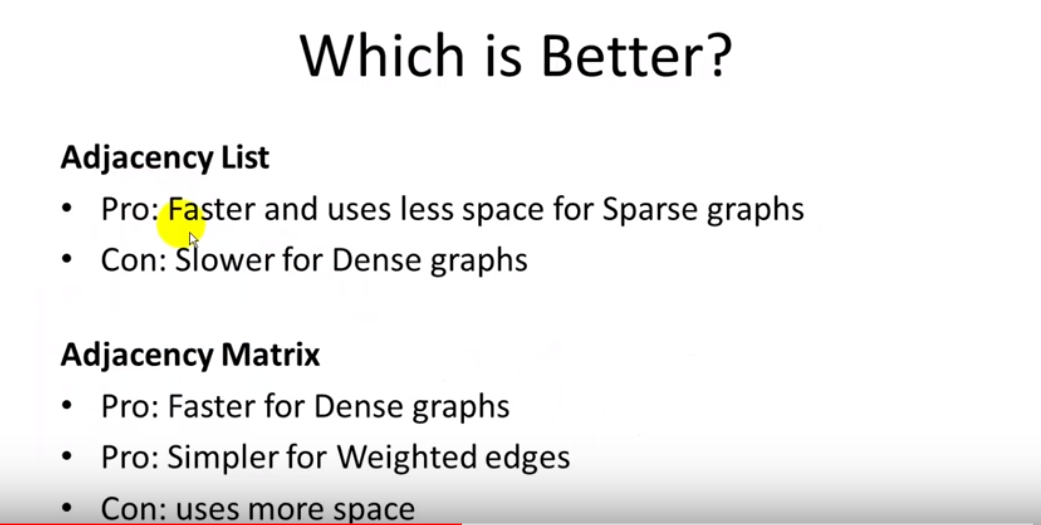 Which is Better?
Adjacency List
• Pro: Faster and uses less space for Sparse graphs
• Con: Slower for Dense graphs
Adjacency Matrix
• Pro: Faster for Dense graphs
• Pro: Simpler for Weighted edges
• Con: uses more space